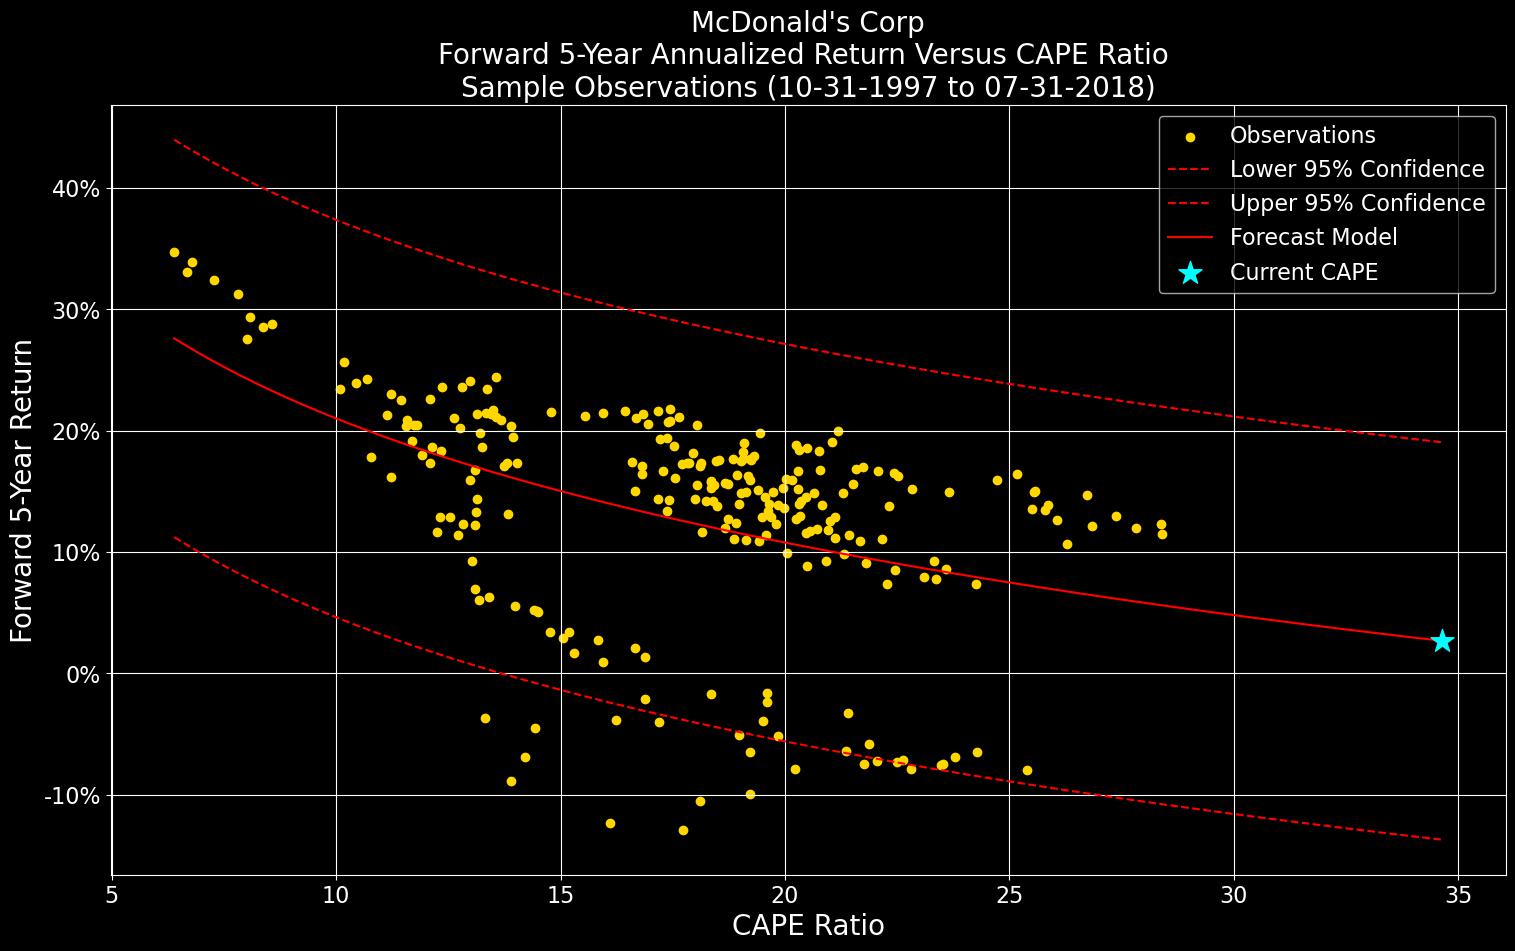 McDonald's Corp
Forward 5-Year Annualized Return Versus CAPE Ratio
Sample Observations (10-31-1997 to 07-31-2018)
Observations
Lower 95% Confidence
Upper 95% Confidence
Forecast Model
Current CAPE
Forward 5-Year Return
40%
30%
20%
10%
0%
-10%
5 10 15 20 25 30 35
CAPE Ratio